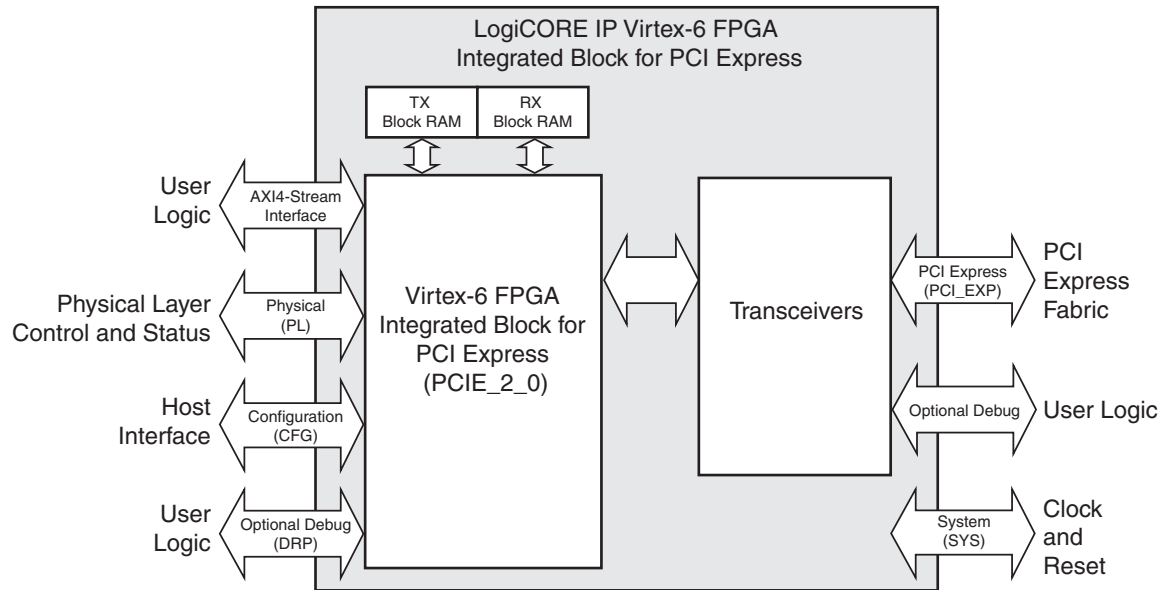 LogiCORE IP Virtex-6 FPGA
Integrated Block for PCI Express
TX
Block RAM
RX
Block RAM
User
Logic
AXI4-Stream
Interface
Physical Layer
Control and Status
Physical
(PL)
Host
Interface
Configuration
(CFG)
User
Logic
Optional Debug
(DRP)
Virtex-6 FPGA
Integrated Block for
PCI Express
(PCIE_2_0)
Transceivers
PCI Express
(PCI_EXP)
PCI
Express
Fabric
Optional Debug
User Logic
System
(SYS)
Clock
and
Reset